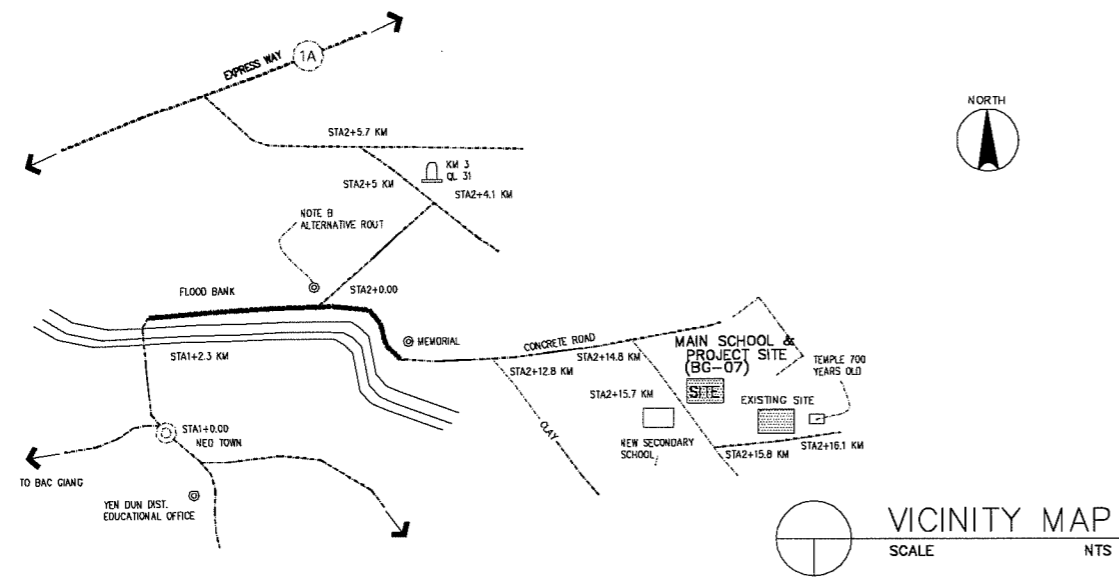 EXPRESS WAY
1A
NORTH
STA2+5.7 KM
KM 3
QL 31
STA2+5 KM
STA2+4.1 KM
NOTE B
ALTERNATIVE ROUT
FLOOD BANK
STA2+0.00
MEMORIAL
CONCRETE ROAD
STA1+2.3 KM
STA2+12.8 KM
STA2+14.8 KM
MAIN SCHOOL &
PROJECT SITE
(BG-07)
TEMPLE 700
YEARS OLD
STA2+15.7 KM
SITE
EXISTING SITE
CLAY
NEW SECONDARY
SCHOOL
STA2+15.8 KM
STA2+16.1 KM
STA1+0.00
NEO TOWN
TO BAC GIANG
YEN DUN DIST.
EDUCATIONAL OFFICE
VICINITY MAP
SCALE NTS